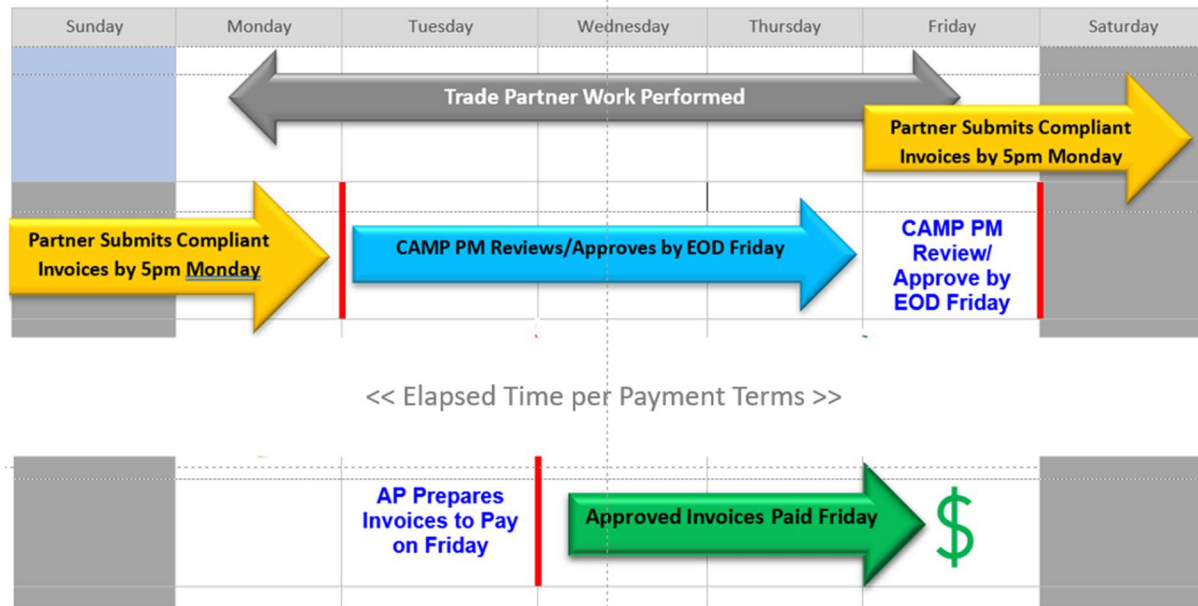 Sunday
Monday
Tuesday
Wednesday
Thursday
Friday
Saturday
Trade Partner Work Performed
Partner Submits Compliant
Invoices by 5pm Monday
Partner Submits Compliant
Invoices by 5pm Monday
CAMP PM Reviews/Approves by EOD Friday
CAMP PM
Review/
Approve by
EOD Friday
<< Elapsed Time per Payment Terms >>
AP Prepares
Invoices to Pay
on Friday
Approved Invoices Paid Friday
$